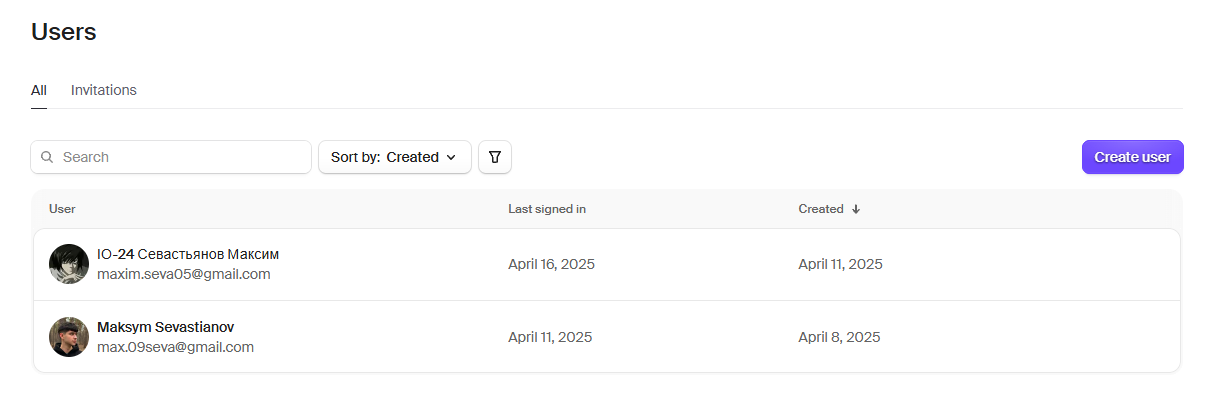 Users
All Invitations
Search Sort by: Created Create user
User Last signed in Created
ІО-24 Севастьянов Максим
maxim.seva05@gmail.com April 16, 2025 April 11, 2025
Maksym Sevastianov
max.09seva@gmail.com April 11, 2025 April 8, 2025